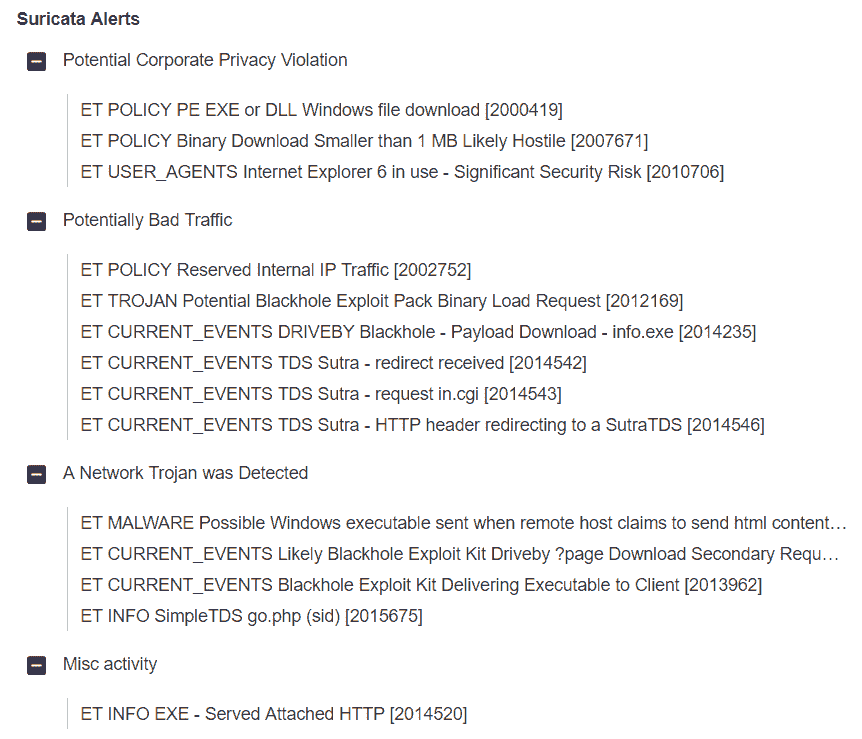 Suricata Alerts
Potential Corporate Privacy Violation
ET POLICY PE EXE or DLL Windows file download [2000419]
ET POLICY Binary Download Smaller than 1 MB Likely Hostile [2007671]
ET USER_AGENTS Internet Explorer 6 in use - Significant Security Risk [2010706]
Potentially Bad Traffic
ET POLICY Reserved Internal IP Traffic [2002752]
ET TROJAN Potential Blackhole Exploit Pack Binary Load Request [2012169]
ET CURRENT_EVENTS DRIVEBY Blackhole - Payload Download - info.exe [2014235]
ET CURRENT_EVENTS TDS Sutra - redirect received [2014542]
ET CURRENT_EVENTS TDS Sutra - request in.cgi [2014543]
ET CURRENT_EVENTS TDS Sutra - HTTP header redirecting to a SutraTDS [2014546]
A Network Trojan was Detected
ET MALWARE Possible Windows executable sent when remote host claims to send html content…
ET CURRENT_EVENTS Likely Blackhole Exploit Kit Driveby ?page Download Secondary Requ…
ET CURRENT_EVENTS Blackhole Exploit Kit Delivering Executable to Client [2013962]
ET INFO SimpleTDS go.php (sid) [2015675]
Misc activity
ET INFO EXE - Served Attached HTTP [2014520]